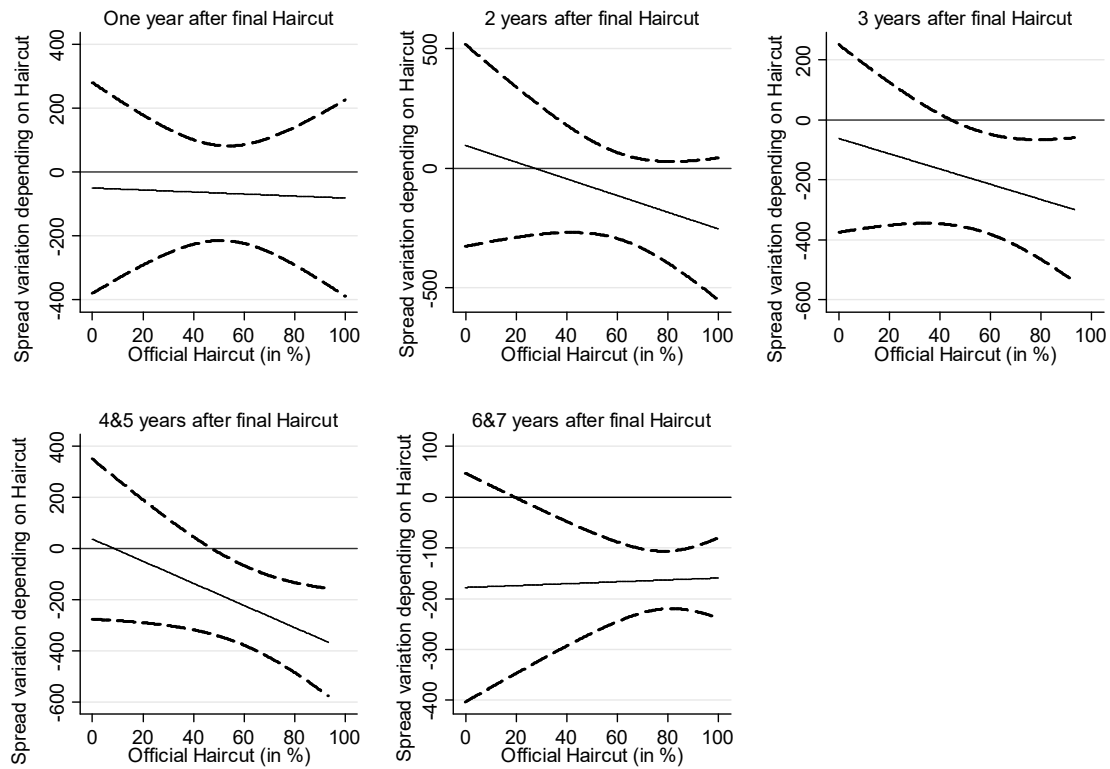 One year after final Haircut
Spread variation depending on Haircut
400
200
0
-200
-400
0 20 40 60 80 100
Official Haircut (in %)
2 years after final Haircut
Spread variation depending on Haircut
500
0
-500
0 20 40 60 80 100
Official Haircut (in %)
3 years after final Haircut
Spread variation depending on Haircut
200
0
-200
-400
-600
0 20 40 60 80 100
Official Haircut (in %)
4&5 years after final Haircut
Spread variation depending on Haircut
400
200
0
-200
-400
-600
0 20 40 60 80 100
Official Haircut (in %)
6&7 years after final Haircut
Spread variation depending on Haircut
100
0
-100
-200
-300
-400
0 20 40 60 80 100
Official Haircut (in %)